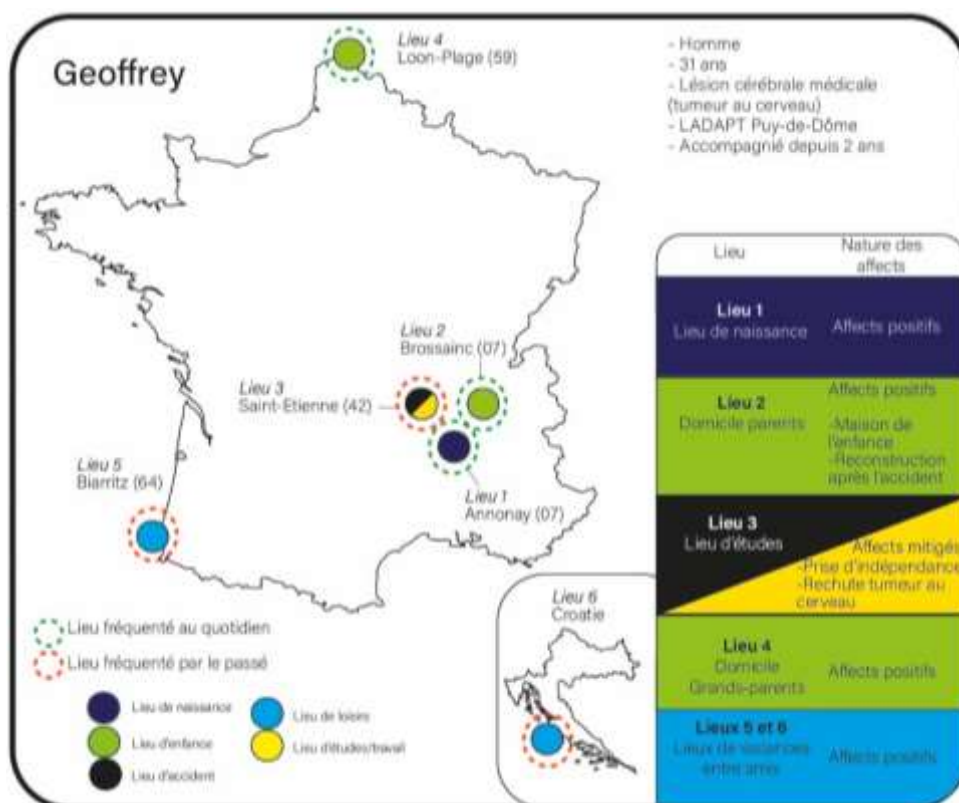 Geoffrey
Lieu 4
Loon-Plage (59)
- Homme
- 31 ans
- Lésion cérébrale médicale
(tumeur au cerveau)
- LADAPT Puy-de-Dôme
- Accompagné depuis 2 ans
Lieu 2
Brossainc (07)
Lieu 3
Saint-Etienne (42)
Lieu 5
Biarritz (64)
Lieu 1
Annonay (07)
Lieu 6
Croatie
Lieu fréquenté au quotidien
Lieu fréquenté par le passé
Lieu de naissance
Lieu d'enfance
Lieu d'accident
Lieu de loisirs
Lieu d'études/travail
Lieu
Nature des
affects
Lieu 1
Lieu de naissance
Affects positifs
Lieu 2
Domicile parents
Affects positifs
-Maison de
l'enfance
-Reconstruction
après l'accident
Lieu 3
Lieu d'études
Affects mitigés
-Prise d'indépendance
-Rechute tumeur au
cerveau
Lieu 4
Domicile
Grands-parents
Affects positifs
Lieux 5 et 6
Lieux de vacances
entre amis
Affects positifs